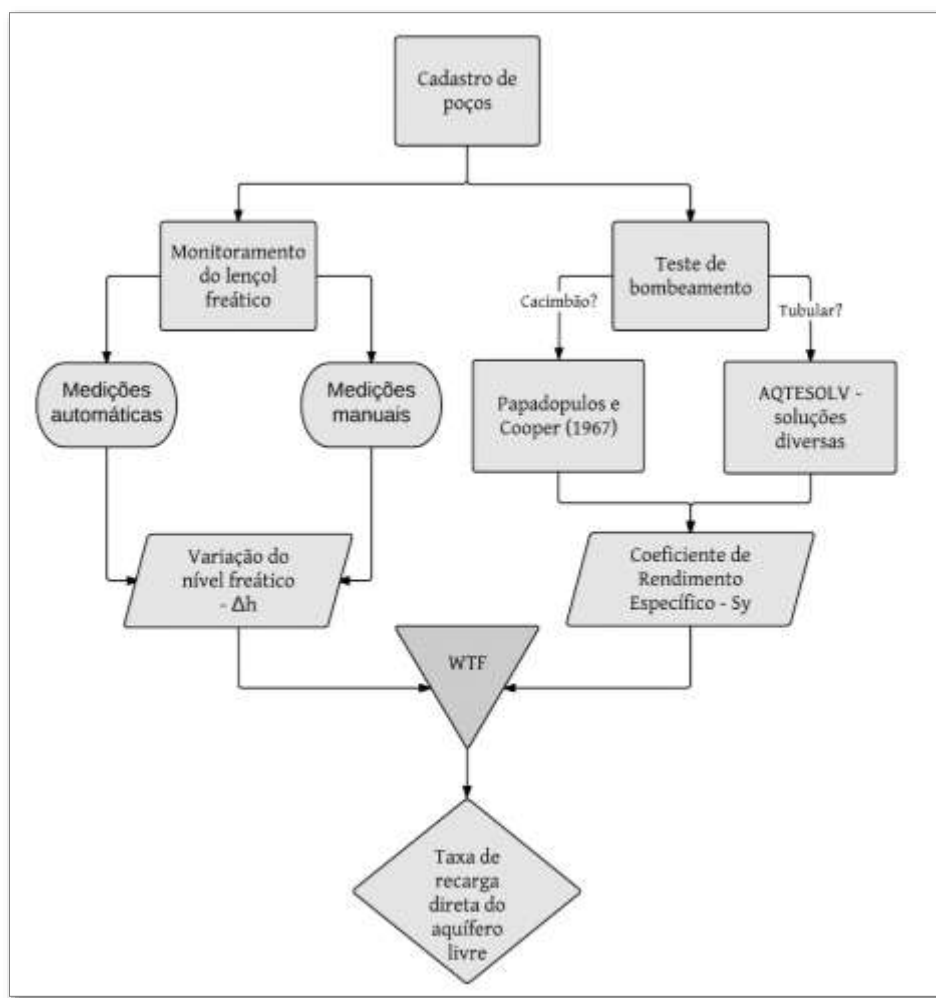 Cadastro de
poços
Monitoramento
do lençol
freático
Teste de
bombeamento
Cacimbão?
Tubular?
Medições
automáticas
Medições
manuais
Papadopulos e
Cooper (1967)
AQTESOLV -
soluções
diversas
Variação do
nível freático
- Δh
Coeficiente de
Rendimento
Específico - Sy
WTF
Taxa de
recarga
direta do
aquífero
livre